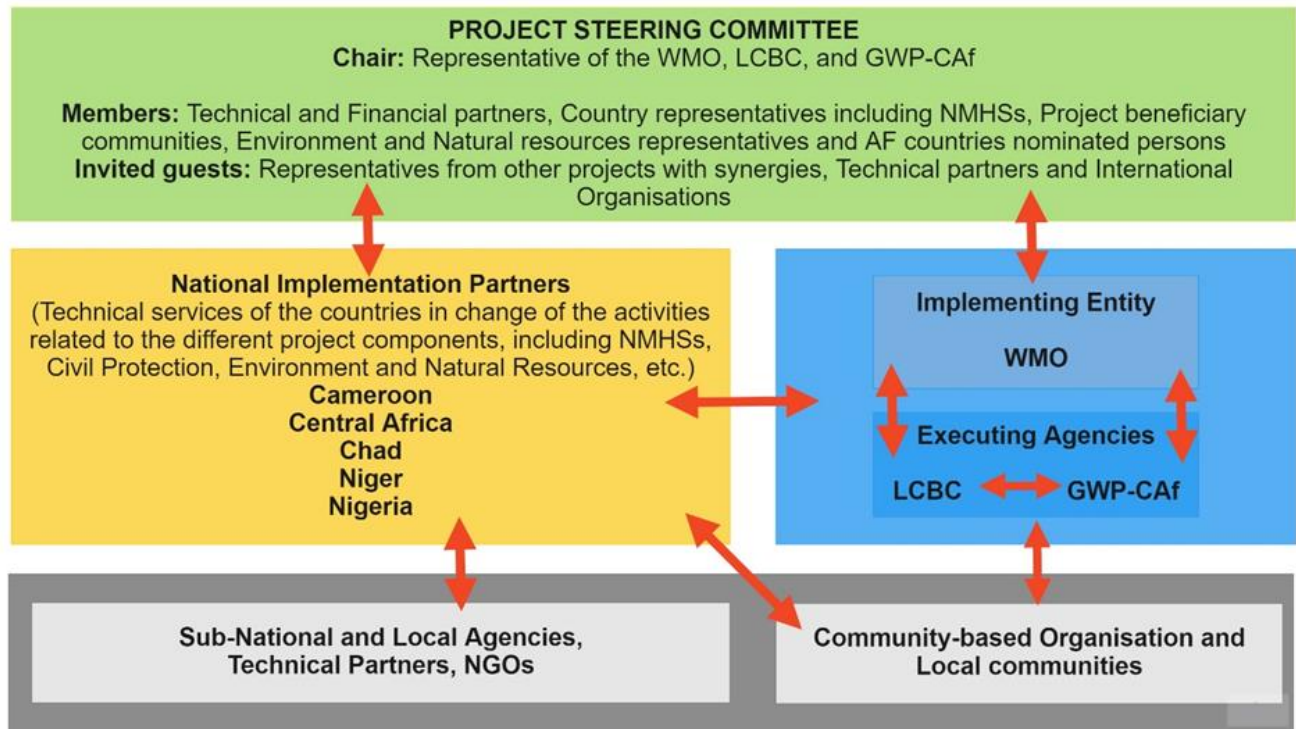 PROJECT STEERING COMMITTEE
Chair: Representative of the WMO, LCBC, and GWP-CAf
Members: Technical and Financial partners, Country representatives including NMHSs, Project beneficiary
communities, Environment and Natural resources representatives and AF countries nominated persons
Invited guests: Representatives from other projects with synergies, Technical partners and International
Organisations
National Implementation Partners
(Technical services of the countries in change of the activities
related to the different project components, including NMHSs,
Civil Protection, Environment and Natural Resources, etc.)
Cameroon
Central Africa
Chad
Niger
Nigeria
Implementing Entity
WMO
Executing Agencies
LCBC GWP-CAf
Sub-National and Local Agencies,
Technical Partners, NGOs
Community-based Organisation and
Local communities